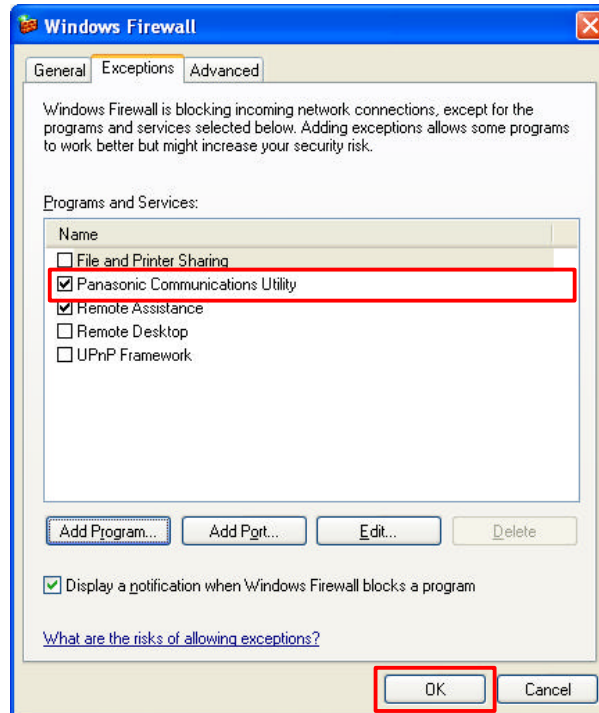 Windows Firewall
General Exceptions Advanced
Windows Firewall is blocking incoming network connections, except for the
programs and services selected below. Adding exceptions allows some programs
to work better but might increase your security risk.
Programs and Services:
Name
File and Printer Sharing
Panasonic Communications Utility
Remote Assistance
Remote Desktop
UPnP Framework
Add Program... Add Port... Edit... Delete
Display a notification when Windows Firewall blocks a program
What are the risks of allowing exceptions?
OK Cancel